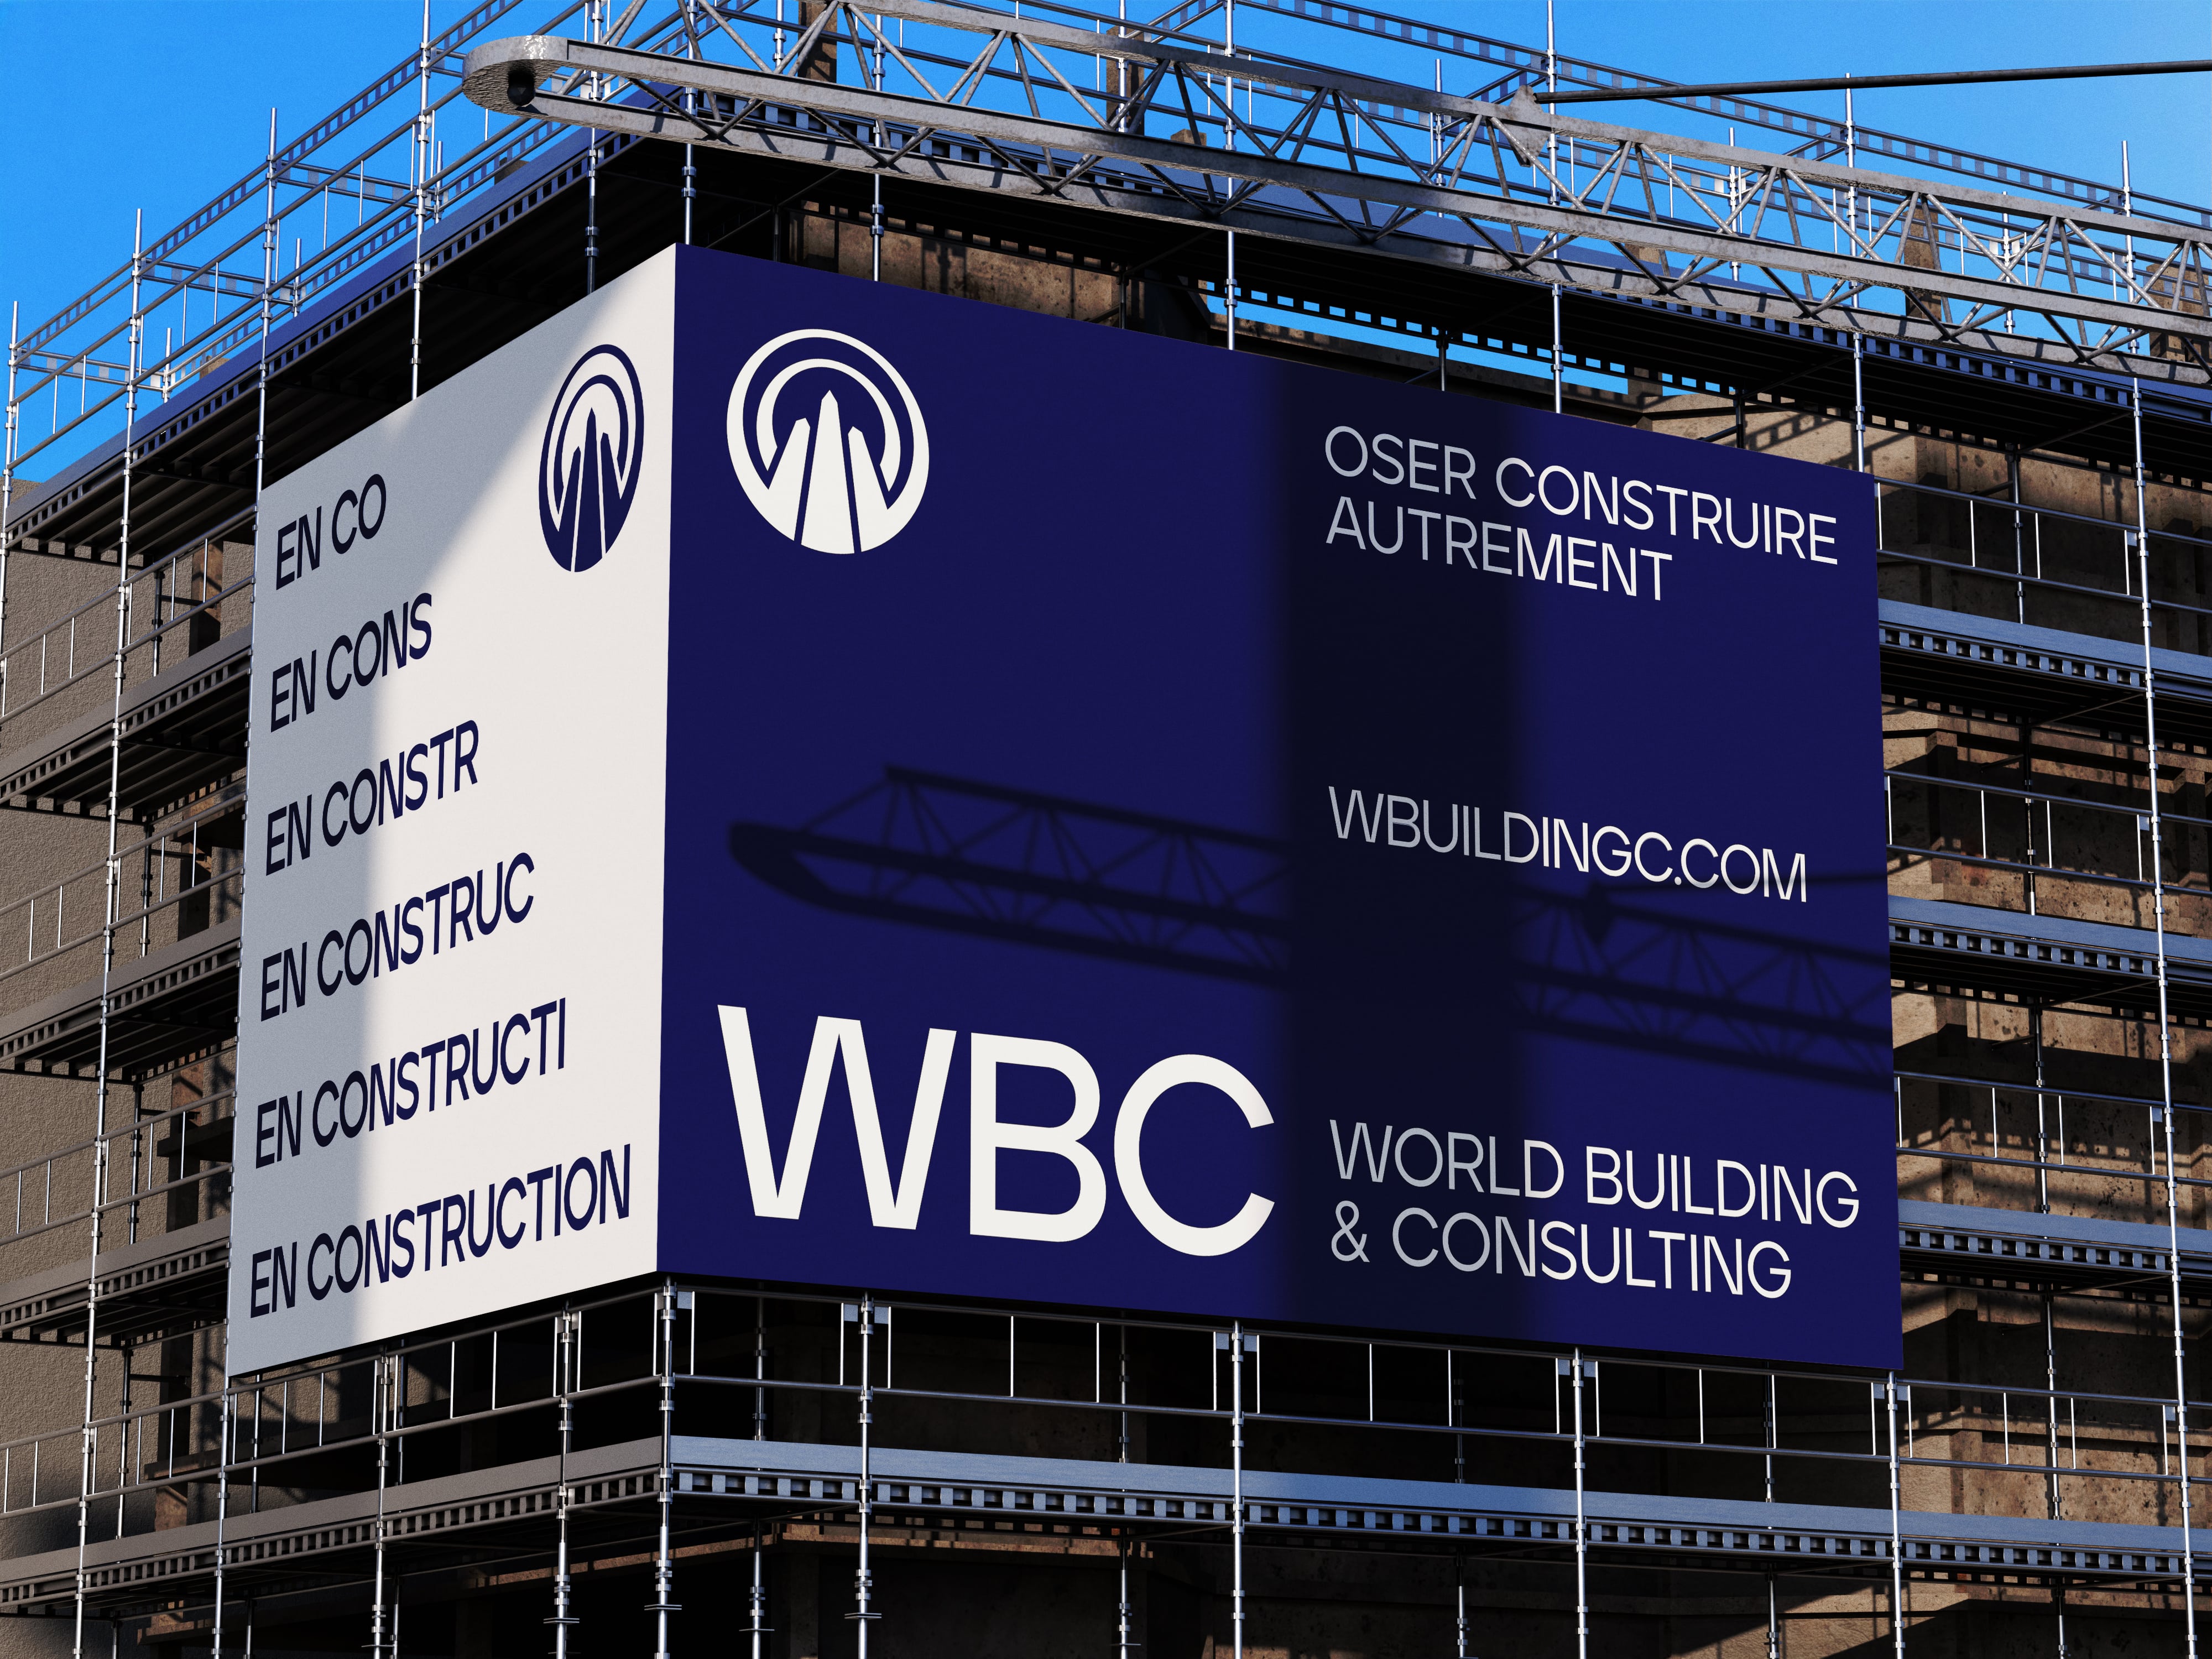 EN CO
EN CONS
EN CONSTR
EN CONSTRUC
EN CONSTRUCTI
EN CONSTRUCTION
OSER CONSTRUIRE
AUTREMENT
WBUILDINGC.COM
WBC
WORLD BUILDING
& CONSULTING